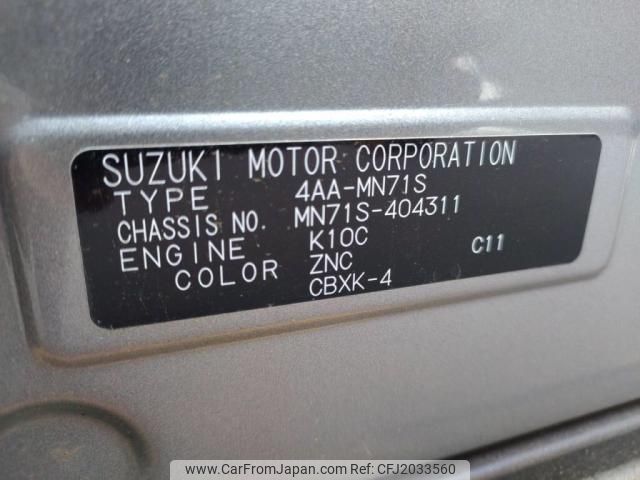 SUZUKI MOTOR CORPORATION
TYPE 4AA-MN71S
CHASSIS NO. MN71S-404311
ENGINE K10C C11
COLOR ZNC
CBXK-4
www.CarFromJapan.com - Photo Ref: CFJ2033560